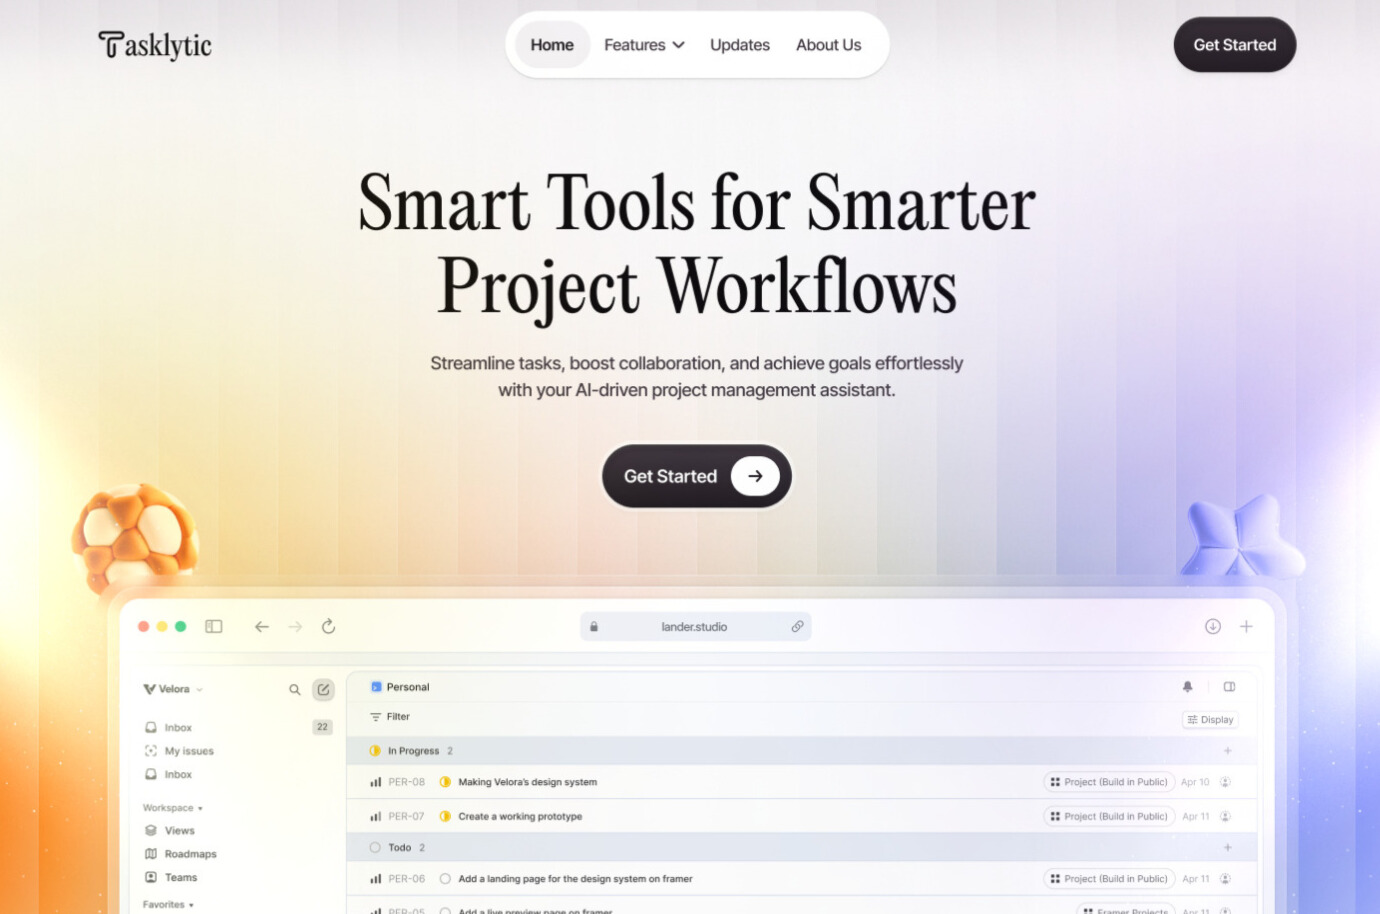 Tasklytic
Home Features Updates About Us
Get Started
Smart Tools for Smarter
Project Workflows
Streamline tasks, boost collaboration, and achieve goals effortlessly
with your AI-driven project management assistant.
Get Started
lander.studio
Velora
Inbox 22
My issues
Inbox
Workspace
Views
Roadmaps
Teams
Favorites
Personal
Filter
Display
In Progress 2
PER-08 Making Velora's design system Project (Build in Public) Apr 10
PER-07 Create a working prototype Project (Build in Public) Apr 11
Todo 2
PER-06 Add a landing page for the design system on framer Project (Build in Public) Apr 11
PER-05 Add a live preview page on framer Framer Projects Apr 11